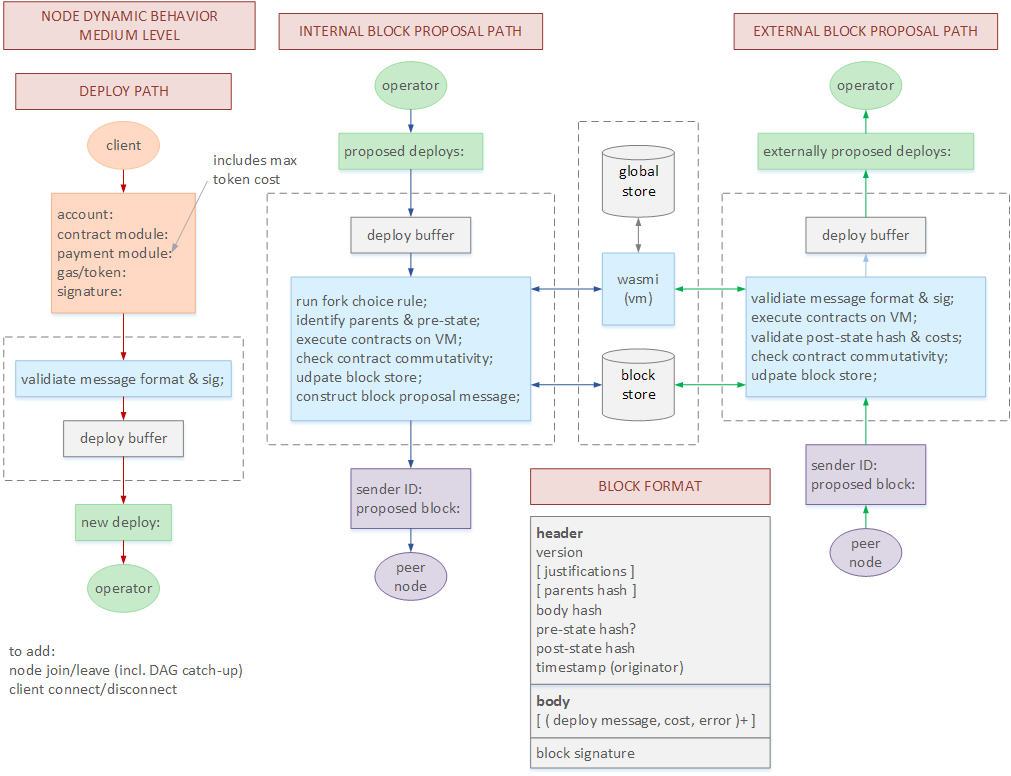 NODE DYNAMIC BEHAVIOR
MEDIUM LEVEL
DEPLOY PATH
client
includes max
token cost
account:
contract module:
payment module:
gas/token:
signature:
validiate message format & sig;
deploy buffer
new deploy:
operator
to add:
node join/leave (incl. DAG catch-up)
client connect/disconnect
INTERNAL BLOCK PROPOSAL PATH
operator
proposed deploys:
deploy buffer
run fork choice rule;
identify parents & pre-state;
execute contracts on VM;
check contract commutativity;
udpate block store;
construct block proposal message;
sender ID:
proposed block:
peer
node
global
store
wasmi
(vm)
block
store
EXTERNAL BLOCK PROPOSAL PATH
operator
externally proposed deploys:
deploy buffer
validiate message format & sig;
execute contracts on VM;
validate post-state hash & costs;
check contract commutativity;
udpate block store;
sender ID:
proposed block:
peer
node
BLOCK FORMAT
header
version
[ justifications ]
[ parents hash ]
body hash
pre-state hash?
post-state hash
timestamp (originator)
body
[ ( deploy message, cost, error )+ ]
block signature